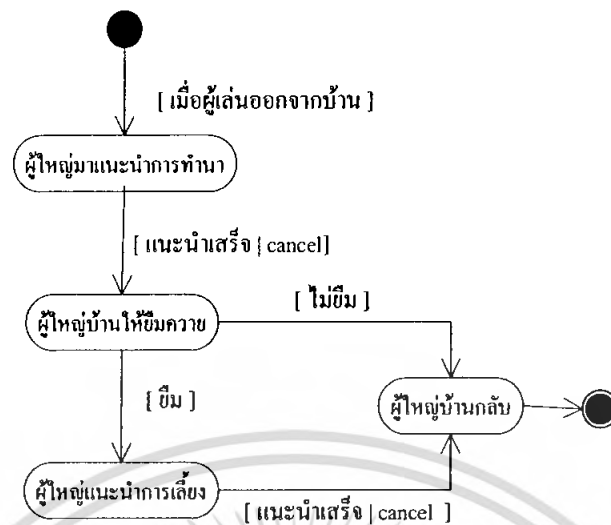 [ เมื่อผู้เล่นออกจากบ้าน ]
ผู้ใหญ่มาแนะนำการทำนา
[ แนะนำเสร็จ | cancel]
[ ไม่ยืม ]
ผู้ใหญ่บ้านให้ยืมควาย
[ ยืม ]
ผู้ใหญ่บ้านกลับ
ผู้ใหญ่แนะนำการเลี้ยง
[ แนะนำเสร็จ | cancel ]